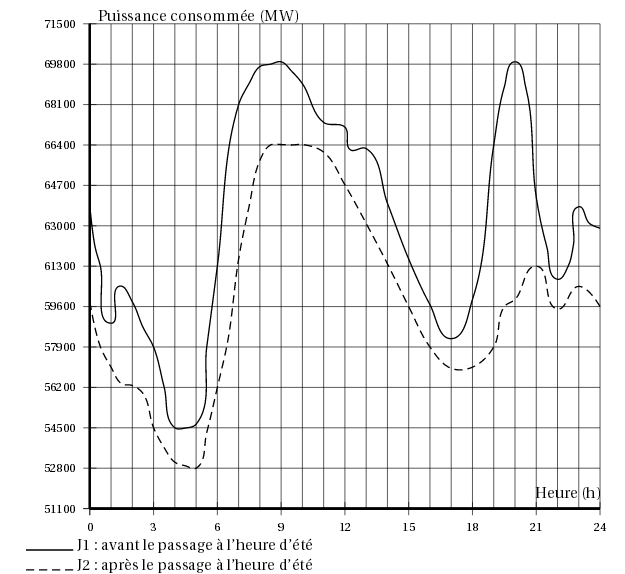 Puissance consommée (MW)
71500
69800
68100
66400
64700
63000
61300
59600
57900
56200
54500
52800
51100
Heure (h)
0 3 6 9 12 15 18 21 24
J1 : avant le passage à l'heure d'été
J2 : après le passage à l'heure d'été